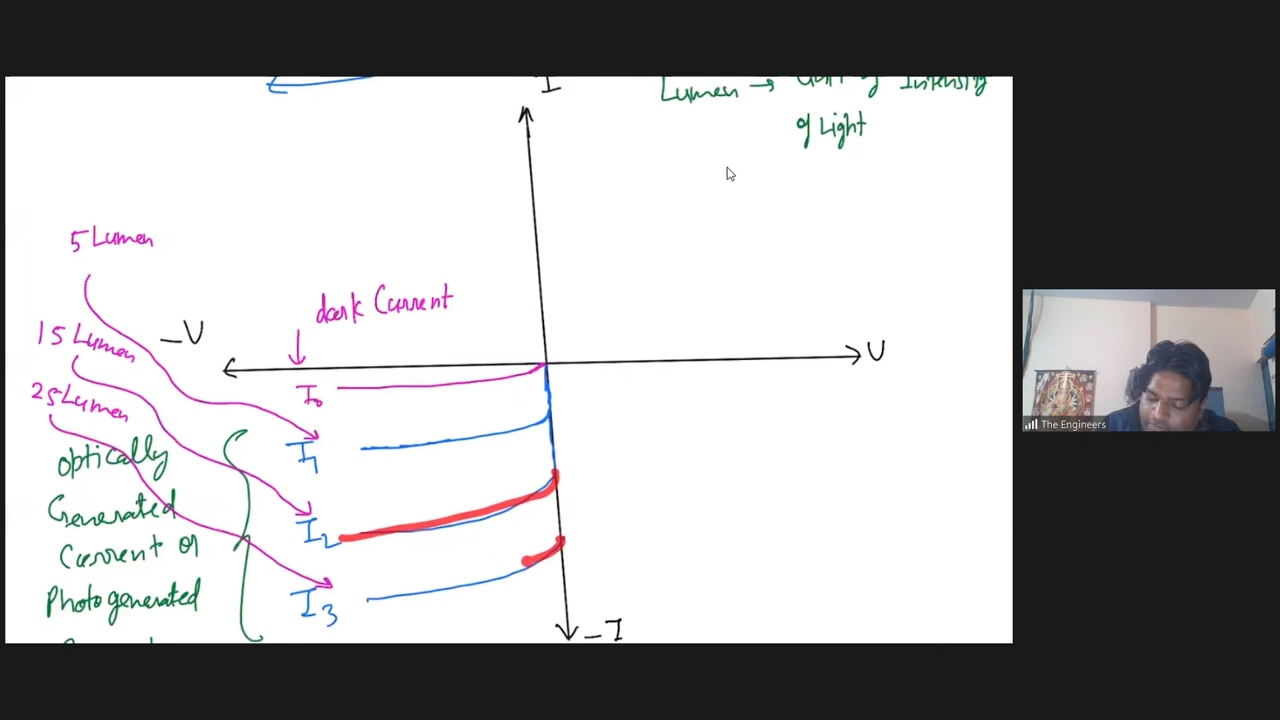 I
Lumen → Unit of Intensity
of Light
5 Lumen
dark Current
15 Lumen
-V
V
25 Lumen
I₀
optically
I₁
Generated
I₂
Current or
Photogenerated
I₃
-I
The Engineers